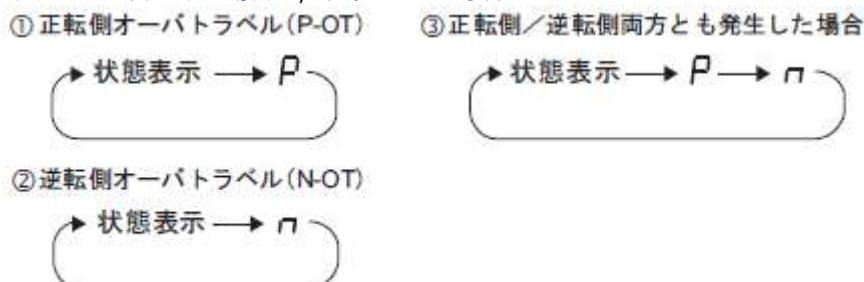 ①正転側オーバトラベル(P-OT)
状態表示 → P
②逆転側オーバトラベル(N-OT)
状態表示 → n
③正転側／逆転側両方とも発生した場合
状態表示 → P → n